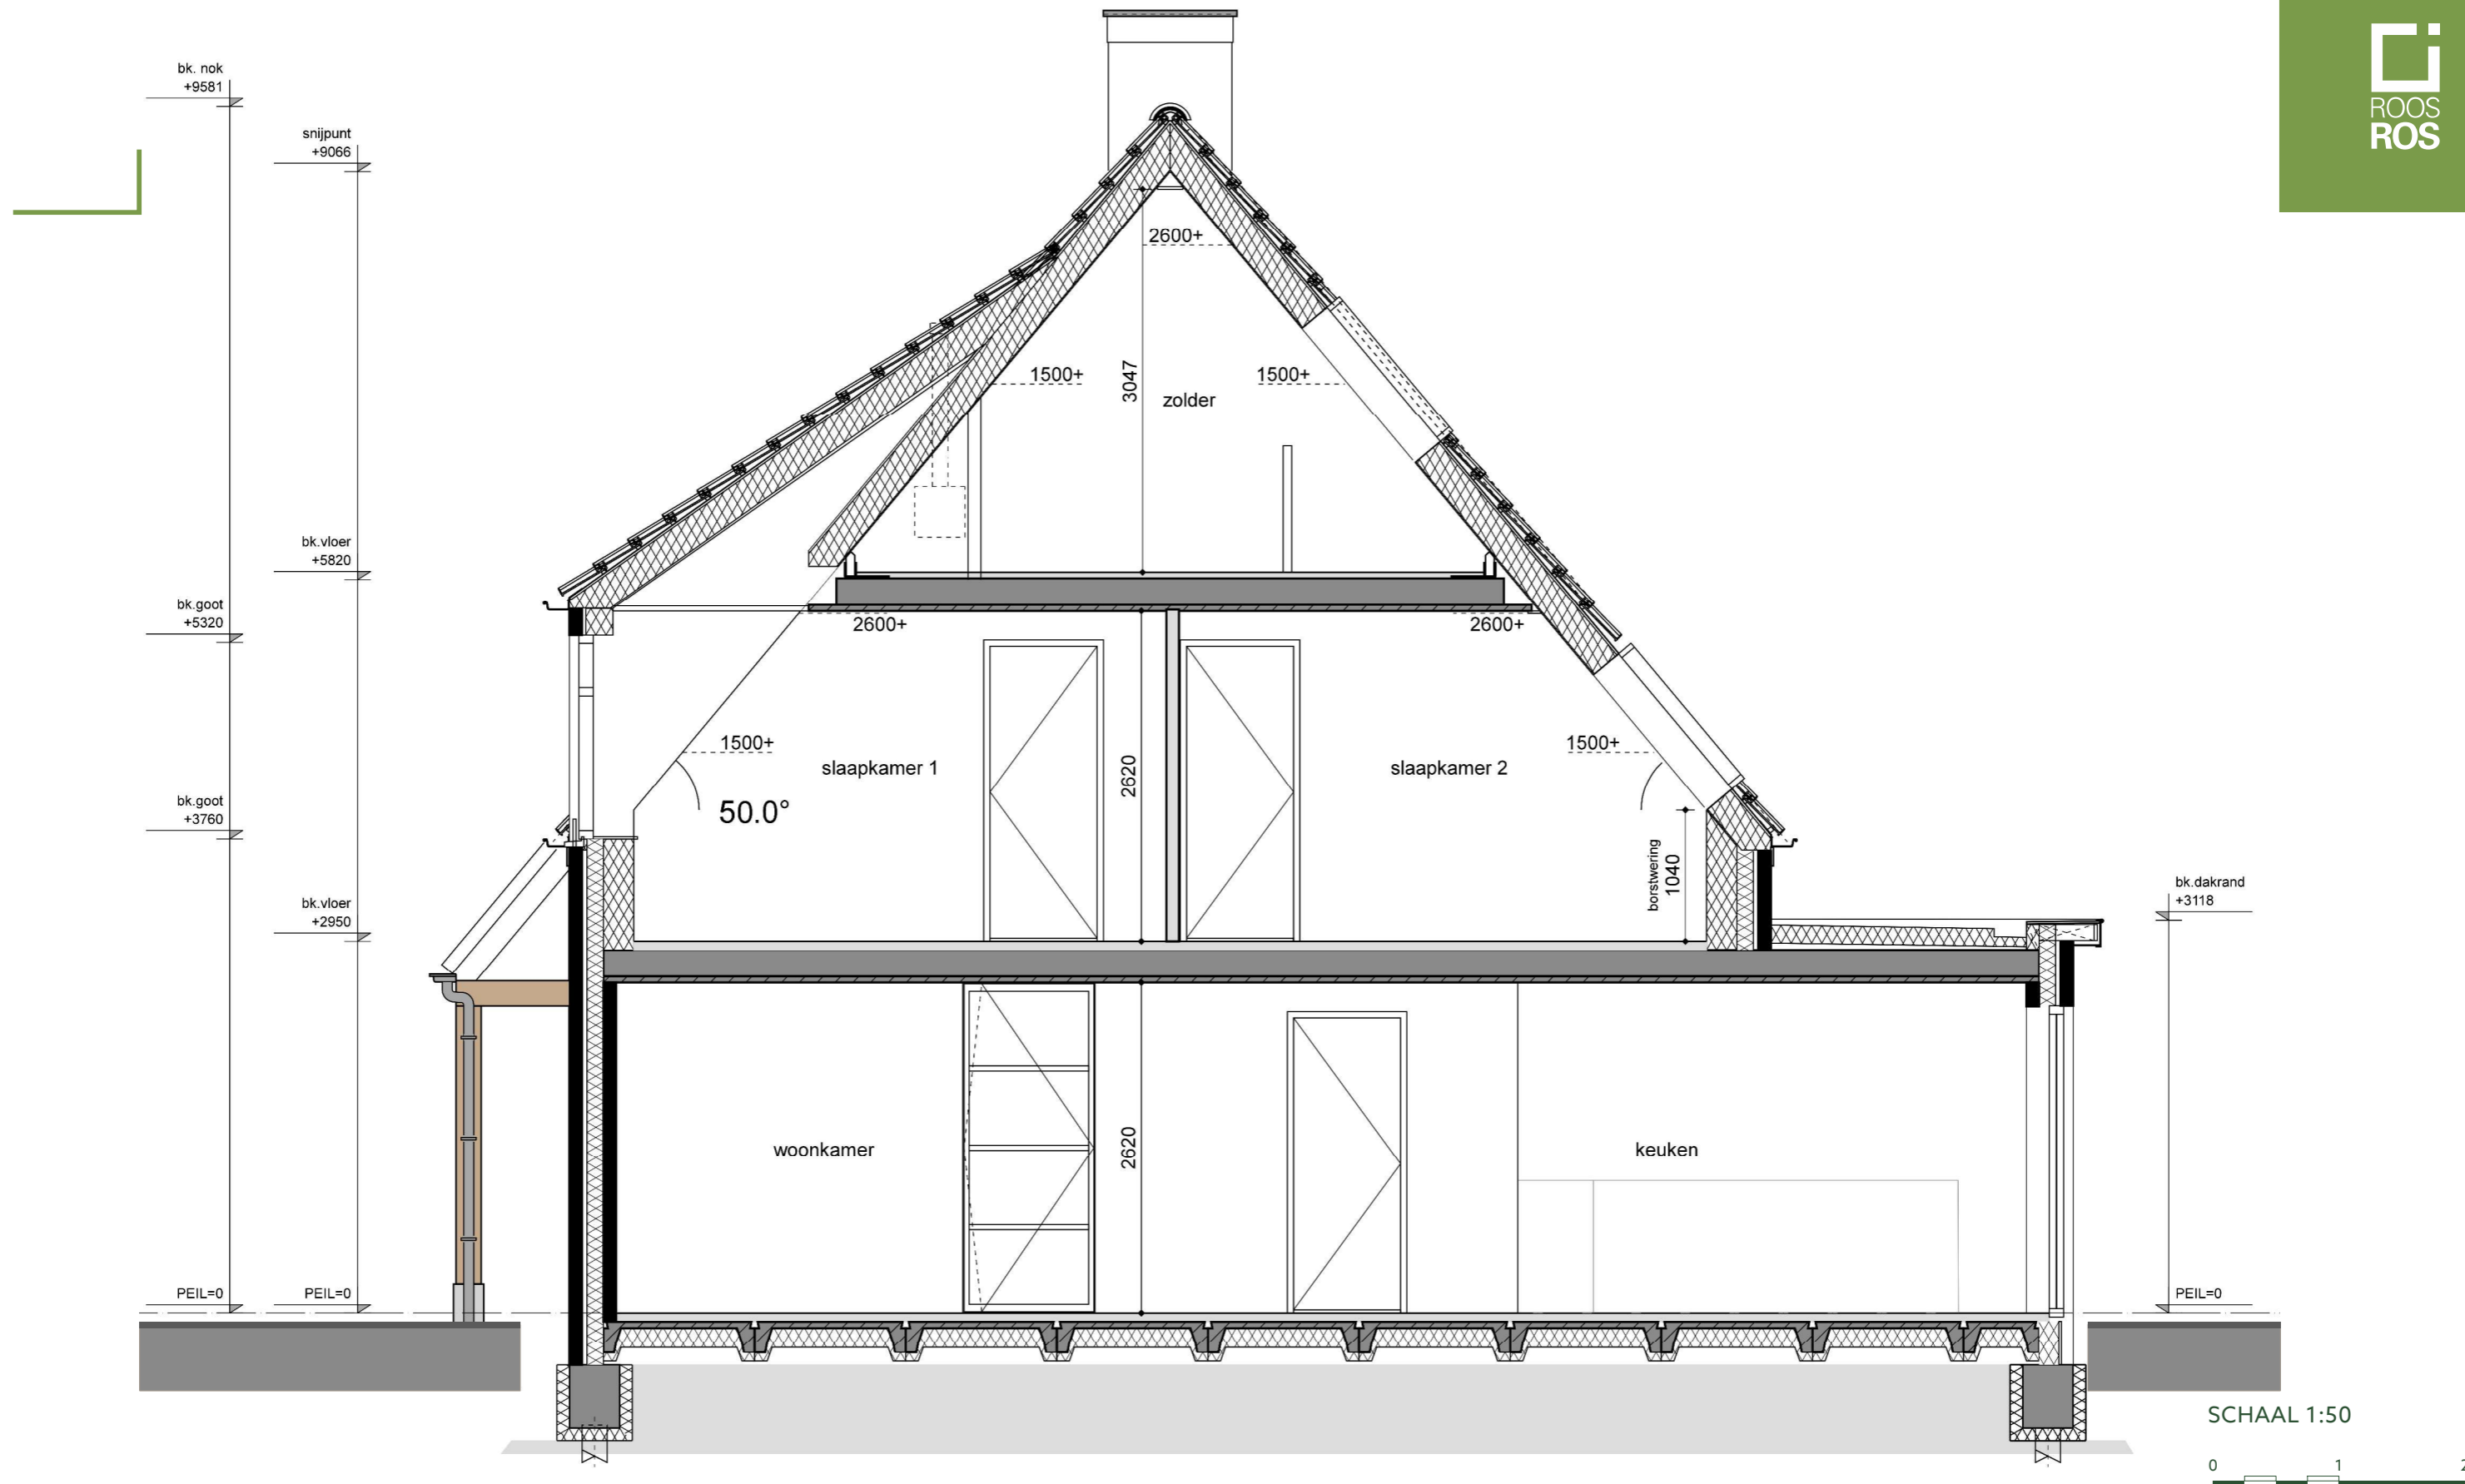 bk. nok
+9581
snijpunt
+9066
ROOS
ROS
2600+
1500+
3047
1500+
zolder
bk.vloer
+5820
bk.goot
+5320
2600+
2600+
1500+
1500+
slaapkamer 1
2620
slaapkamer 2
50.0°
bk.goot
+3760
borstwering
1040
bk.vloer
+2950
bk.dakrand
+3118
woonkamer
2620
keuken
PEIL=0
PEIL=0
PEIL=0
SCHAAL 1:50
0 1 2